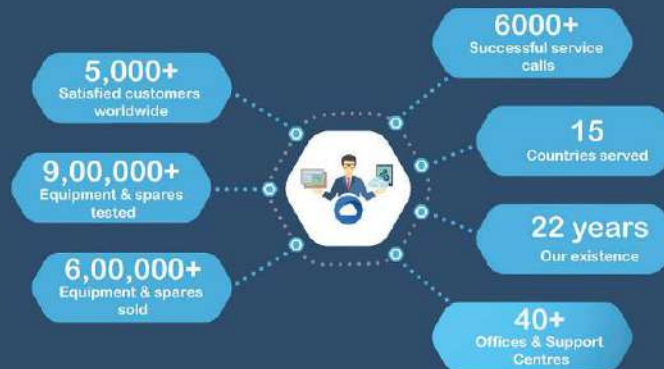 5,000+
Satisfied customers
worldwide
9,00,000+
Equipment & spares
tested
6,00,000+
Equipment & spares
sold
6000+
Successful service
calls
15
Countries served
22 years
Our existence
40+
Offices & Support
Centres